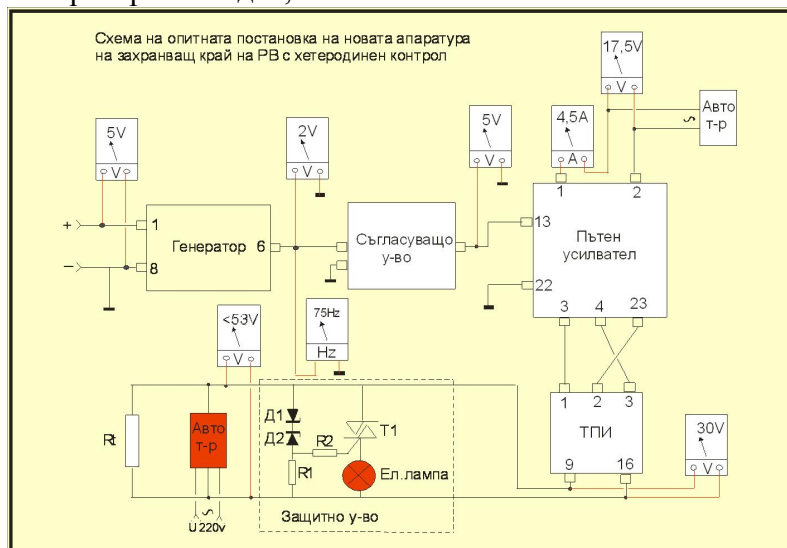 Схема на опитната постановка на новата апаратура
на захранващ край на РВ с хетеродинен контрол
17,5V
V
Авто
т-р
5V
V
2V
V
5V
V
4,5A
A
1
2
+
1
Генератор
6
−
8
Съгласуващо
у-во
13
Пътен
усилвател
22
3
4
23
<53V
V
75Hz
Hz
1
2
3
ТПИ
9
16
30V
V
Rt
Авто
т-р
U 220v
Д1
Д2
R2
R1
T1
Ел.лампа
Защитно у-во